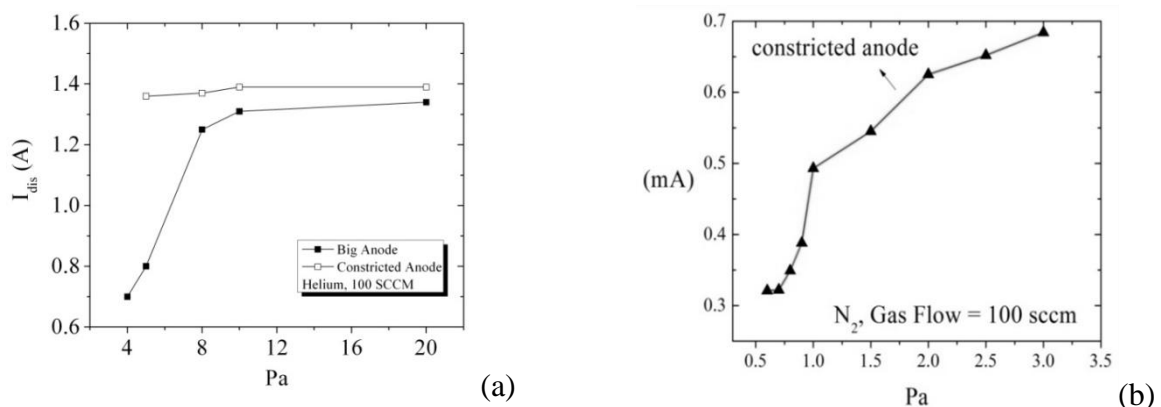 1.6
1.4
1.2
1.0
0.8
0.6
I_dis (A)
Big Anode
Constricted Anode
Helium, 100 SCCM
4 8 12 16 20
Pa
(a)
0.7
0.6
0.5
0.4
0.3
(mA)
constricted anode
N₂, Gas Flow = 100 sccm
0.5 1.0 1.5 2.0 2.5 3.0 3.5
Pa
(b)